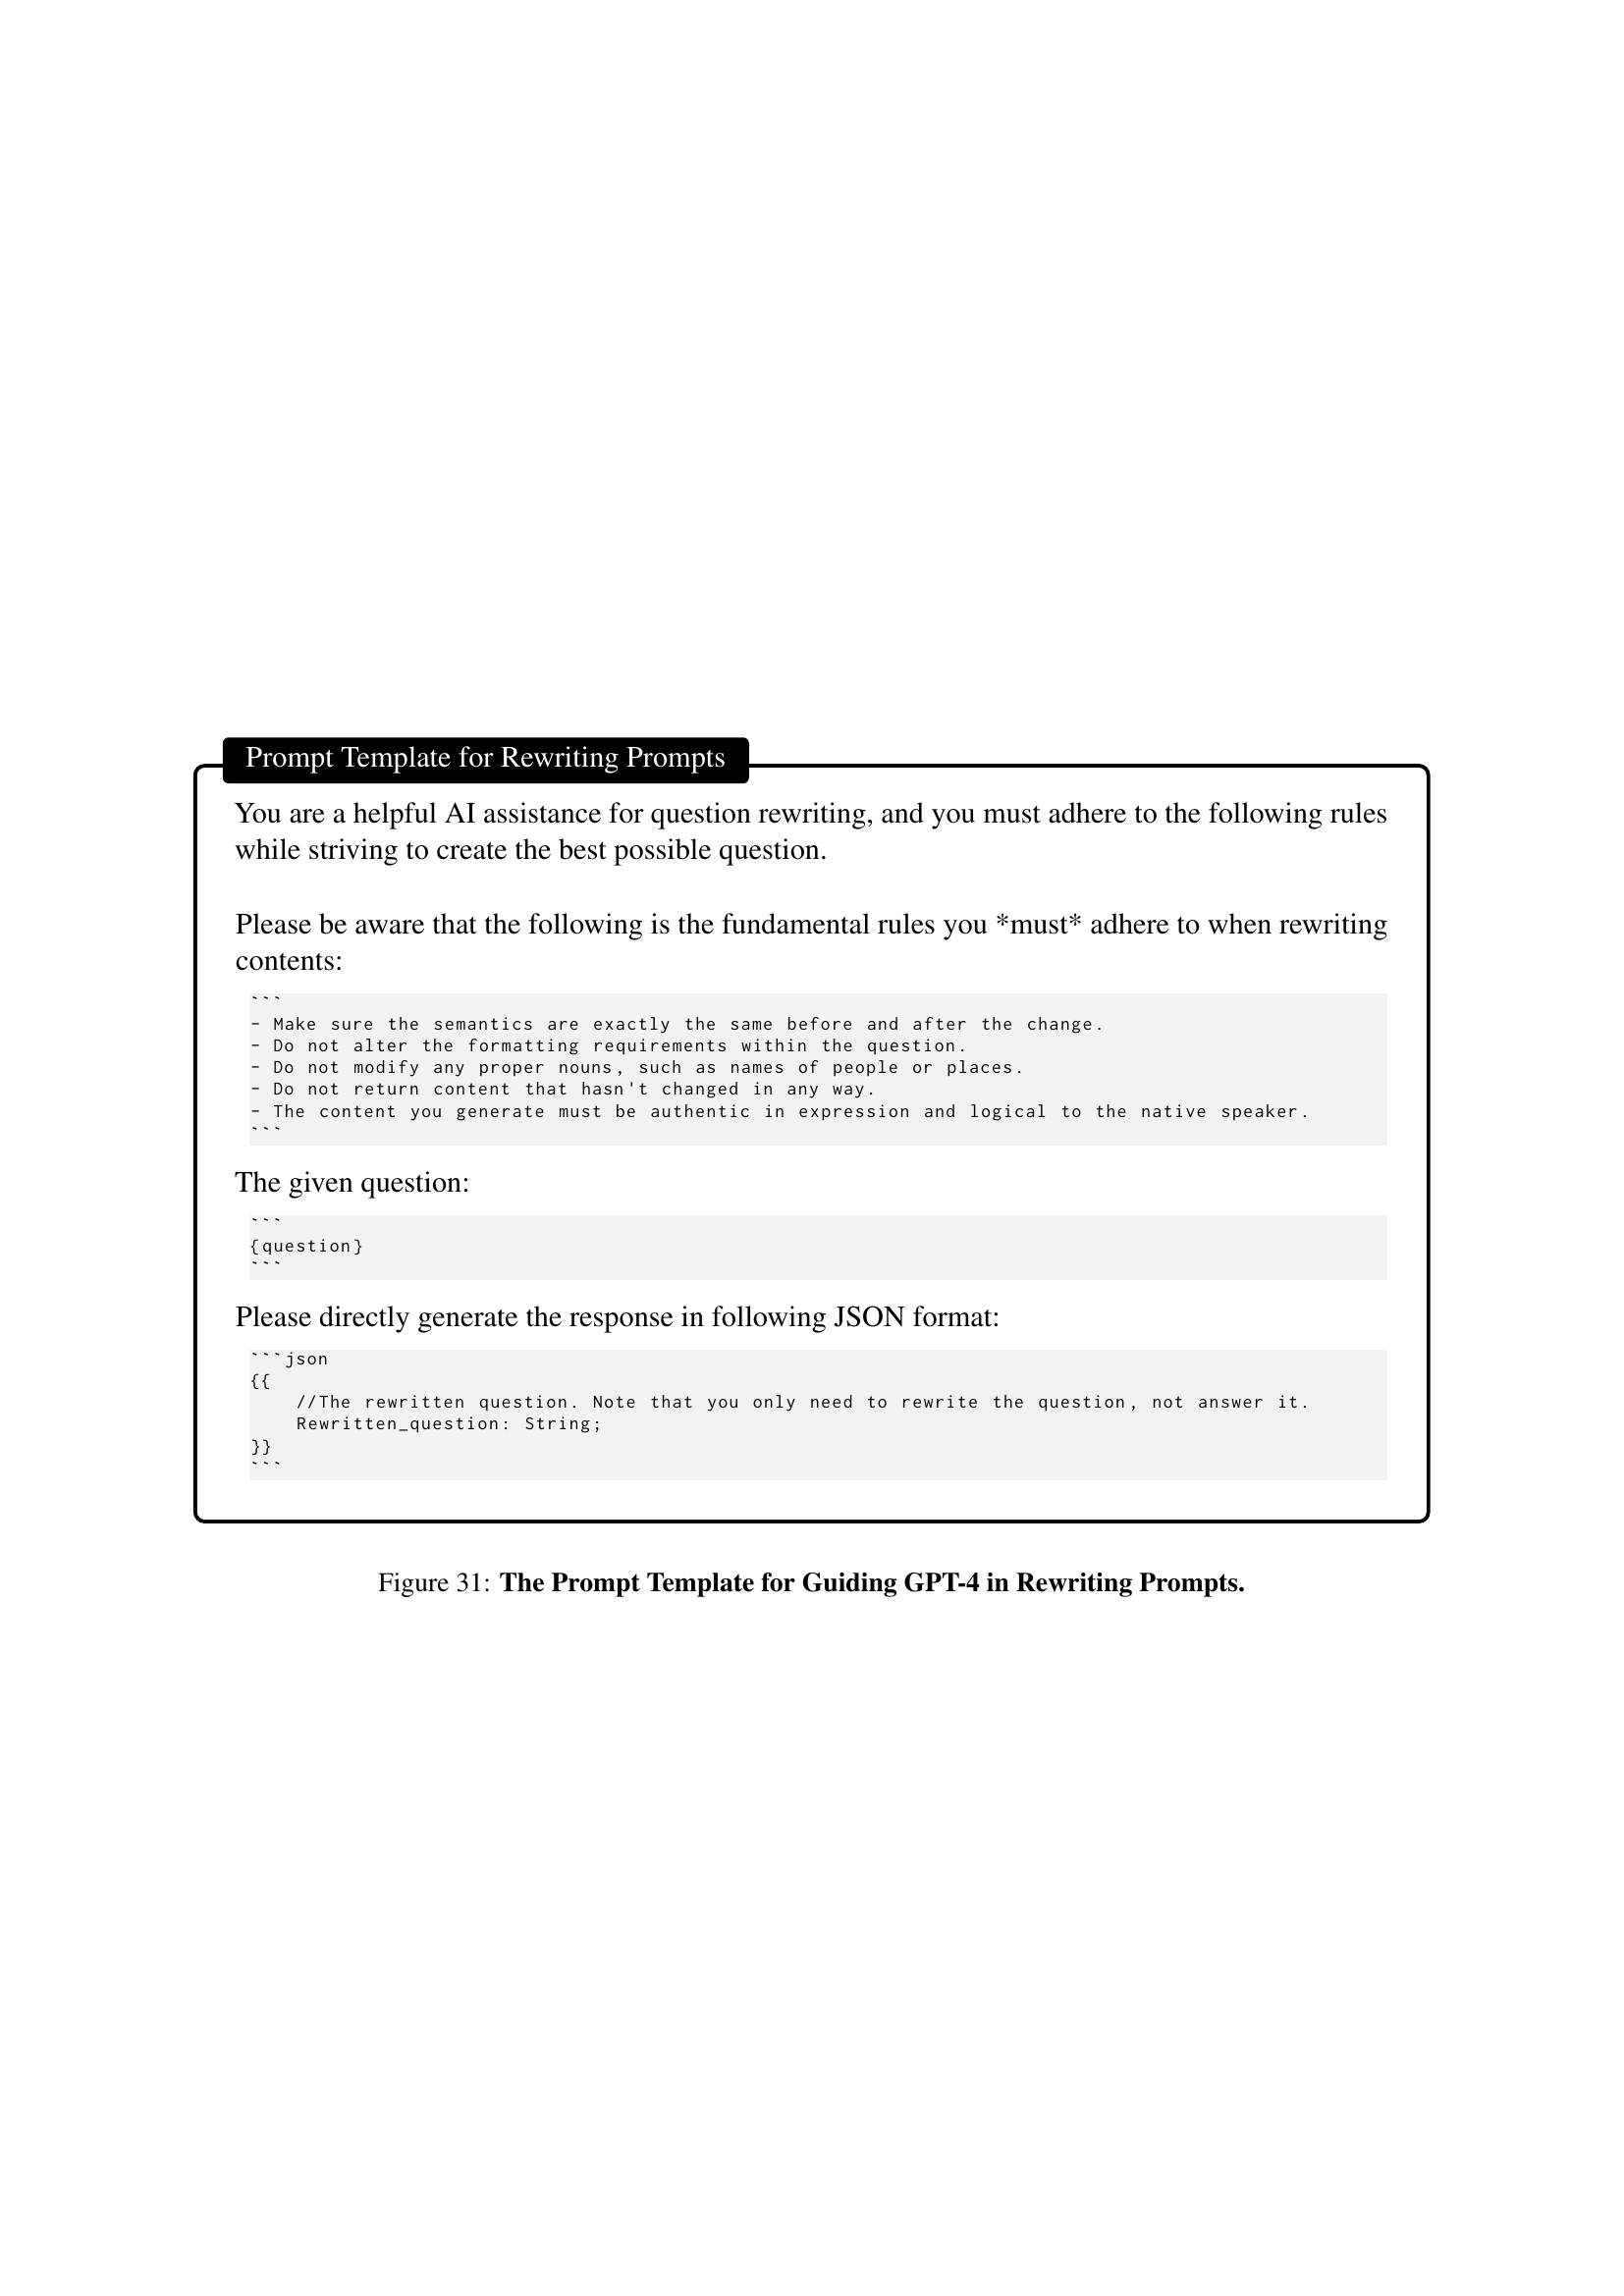 Prompt Template for Rewriting Prompts
You are a helpful AI assistance for question rewriting, and you must adhere to the following rules
while striving to create the best possible question.
Please be aware that the following is the fundamental rules you *must* adhere to when rewriting
contents:
```
- Make sure the semantics are exactly the same before and after the change.
- Do not alter the formatting requirements within the question.
- Do not modify any proper nouns, such as names of people or places.
- Do not return content that hasn't changed in any way.
- The content you generate must be authentic in expression and logical to the native speaker.
```
The given question:
```
{question}
```
Please directly generate the response in following JSON format:
```json
{{
    //The rewritten question. Note that you only need to rewrite the question, not answer it.
    Rewritten_question: String;
}}
```
Figure 31: The Prompt Template for Guiding GPT-4 in Rewriting Prompts.